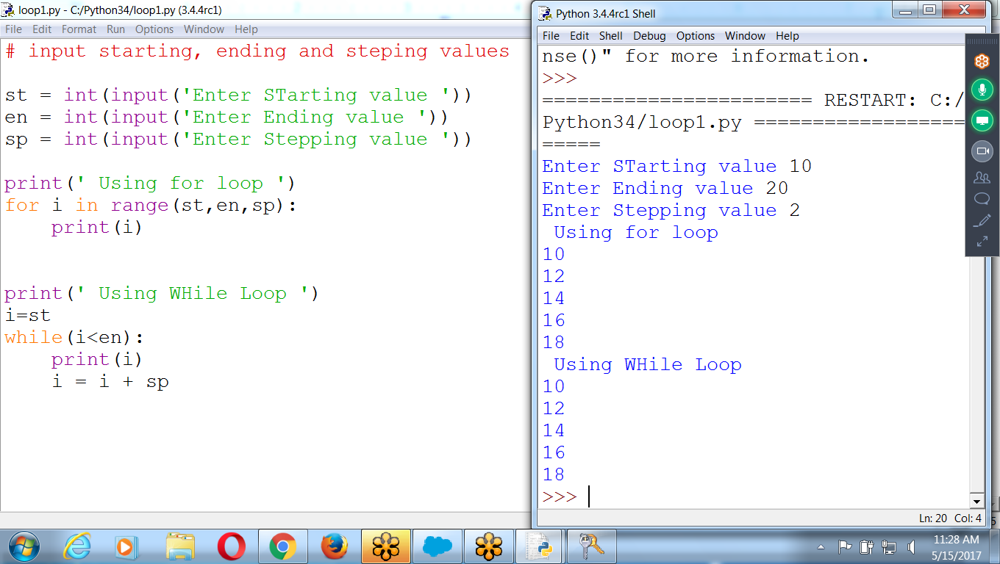 loop1.py - C:/Python34/loop1.py (3.4.4rc1)
File Edit Format Run Options Window Help
# input starting, ending and steping values
st = int(input('Enter STarting value '))
en = int(input('Enter Ending value '))
sp = int(input('Enter Stepping value '))
print(' Using for loop ')
for i in range(st,en,sp):
    print(i)
print(' Using WHile Loop ')
i=st
while(i<en):
    print(i)
    i = i + sp
Python 3.4.4rc1 Shell
File Edit Shell Debug Options Window Help
nse()" for more information.
>>>
======================= RESTART: C:/
Python34/loop1.py ==================
=====
Enter STarting value 10
Enter Ending value 20
Enter Stepping value 2
 Using for loop
10
12
14
16
18
 Using WHile Loop
10
12
14
16
18
>>>
Ln: 20 Col: 4
5
11:28 AM
5/15/2017